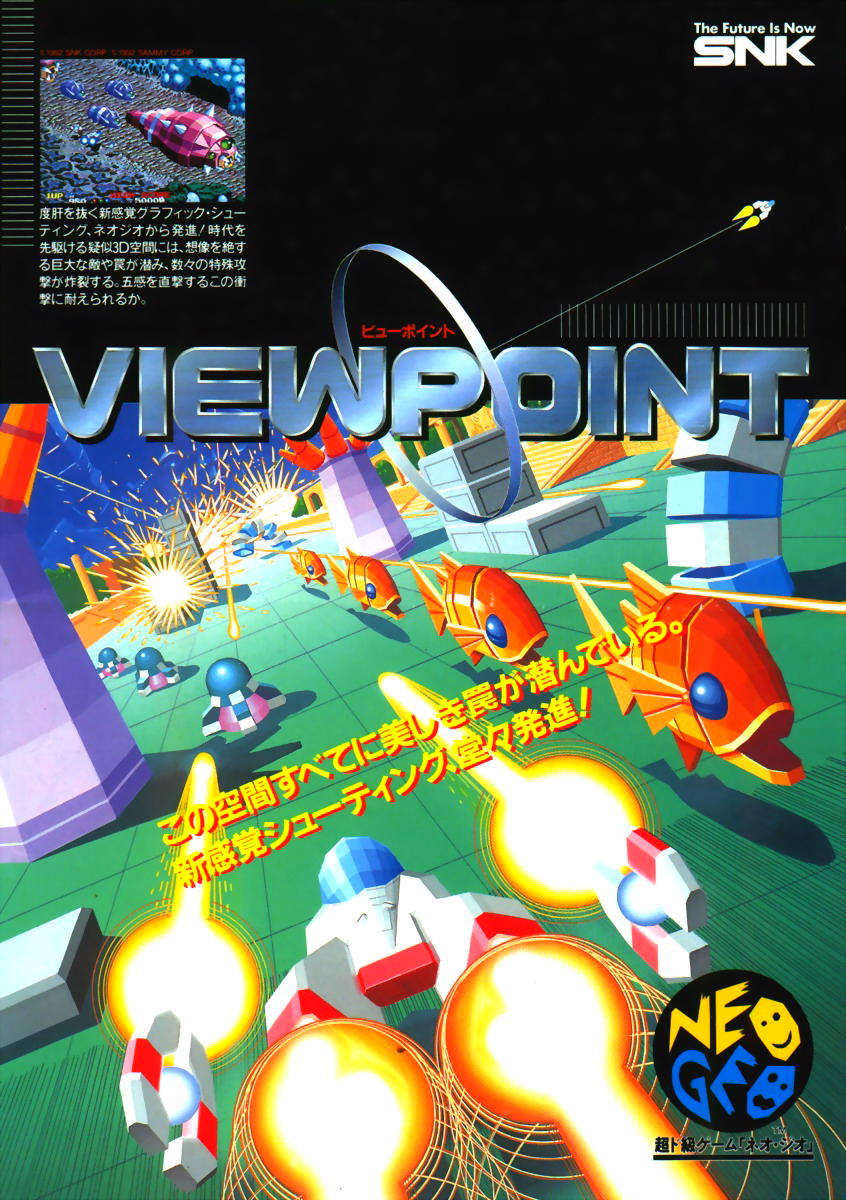 The Future Is Now
SNK
© 1992 SNK CORP. © 1992 SAMMY CORP.
1UP
HIGH SCORE
950
50000
度肝を抜く新感覚グラフィック・シュー
ティング、ネオジオから発進!時代を
先駆ける疑似3D空間には、想像を絶す
る巨大な敵や罠が潜み、数々の特殊攻
撃が炸裂する。五感を直撃するこの衝
撃に耐えられるか。
ビューポイント
VIEWPOINT
この空間すべてに美しき罠が潜んでいる。
新感覚シューティング、堂々発進!
NEO
GEO
TM
超ド級ゲーム「ネオ・ジオ」